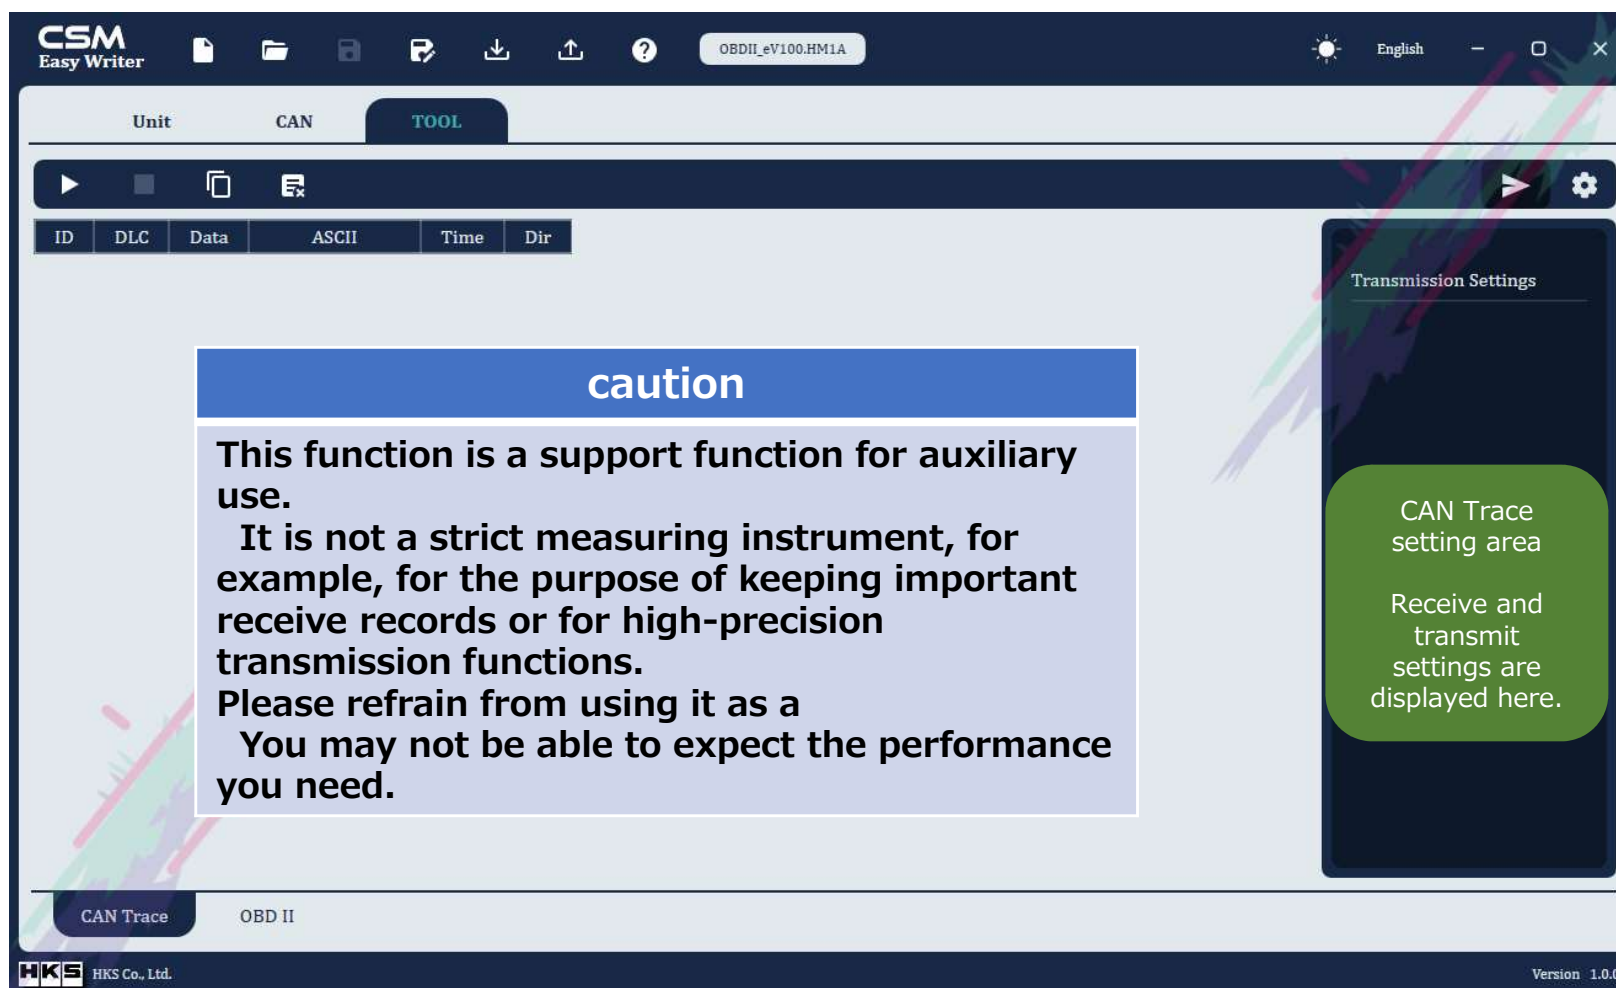 CSM
Easy Writer
OBDII_eV100.HM1A
English
Unit
CAN
TOOL
ID
DLC
Data
ASCII
Time
Dir
Transmission Settings
caution
This function is a support function for auxiliary
use.
It is not a strict measuring instrument, for
example, for the purpose of keeping important
receive records or for high-precision
transmission functions.
Please refrain from using it as a
You may not be able to expect the performance
you need.
CAN Trace
setting area
Receive and
transmit
settings are
displayed here.
CAN Trace
OBD II
HKS HKS Co., Ltd.
Version 1.0.0